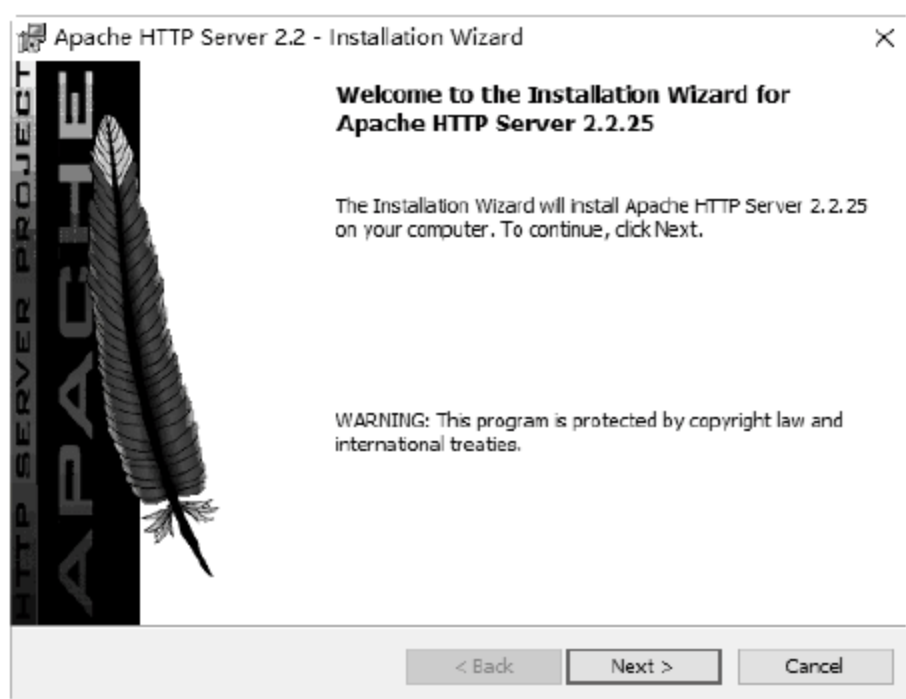 Apache HTTP Server 2.2 - Installation Wizard
HTTP SERVER PROJECT
APACHE
Welcome to the Installation Wizard for
Apache HTTP Server 2.2.25
The Installation Wizard will install Apache HTTP Server 2.2.25
on your computer. To continue, click Next.
WARNING: This program is protected by copyright law and
international treaties.
< Back
Next >
Cancel